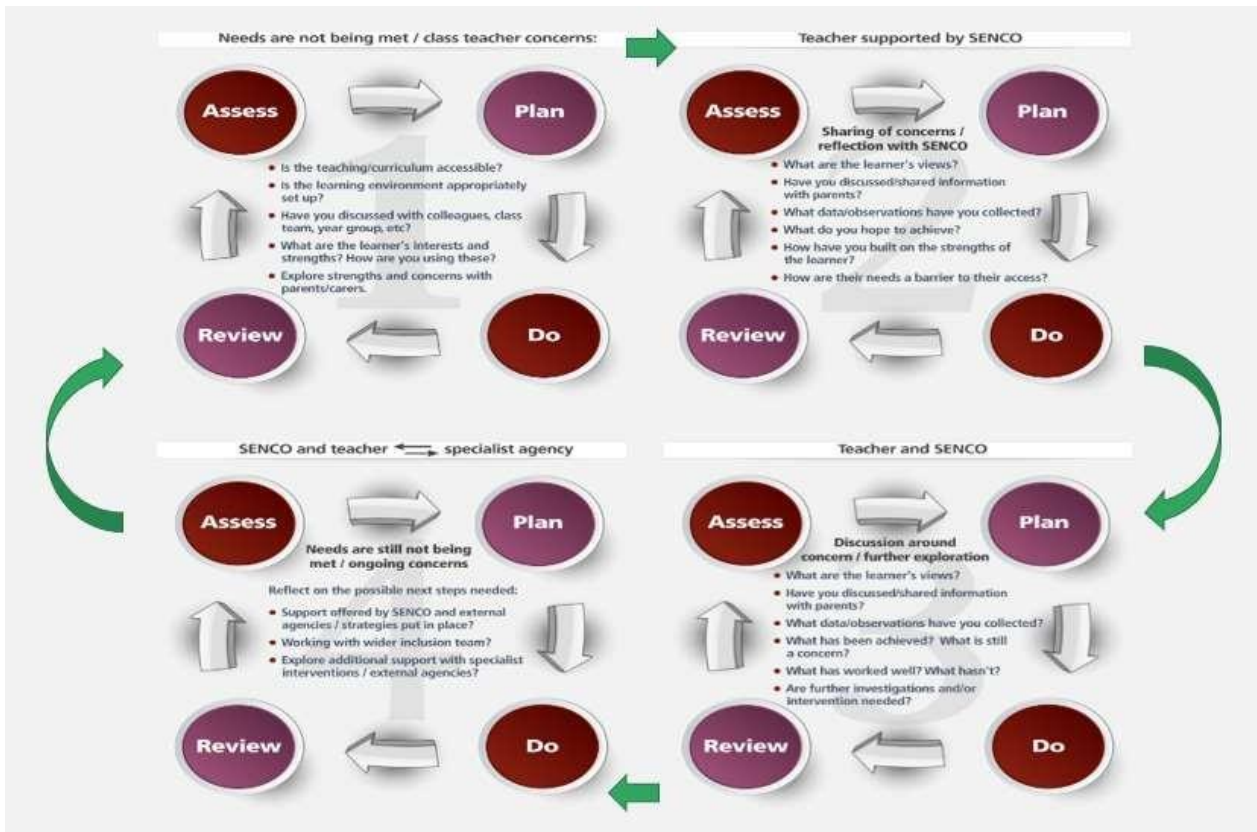 Needs are not being met / class teacher concerns:
Assess
Plan
1
• Is the teaching/curriculum accessible?
• Is the learning environment appropriately
set up?
• Have you discussed with colleagues, class
team, year group, etc?
• What are the learner's interests and
strengths? How are you using these?
• Explore strengths and concerns with
parents/carers.
Review
Do
Teacher supported by SENCO
Assess
Plan
2
Sharing of concerns /
reflection with SENCO
• What are the learner's views?
• Have you discussed/shared information
with parents?
• What data/observations have you collected?
• What do you hope to achieve?
• How have you built on the strengths of
the learner?
• How are their needs a barrier to their access?
Review
Do
SENCO and teacher specialist agency
Assess
Plan
Needs are still not being
met / ongoing concerns
Reflect on the possible next steps needed:
• Support offered by SENCO and external
agencies / strategies put in place?
• Working with wider inclusion team?
• Explore additional support with specialist
interventions / external agencies?
Review
Do
Teacher and SENCO
Assess
Plan
3
Discussion around
concern / further exploration
• What are the learner's views?
• Have you discussed/shared information
with parents?
• What data/observations have you collected?
• What has been achieved? What is still
a concern?
• What has worked well? What hasn't?
• Are further investigations and/or
intervention needed?
Review
Do